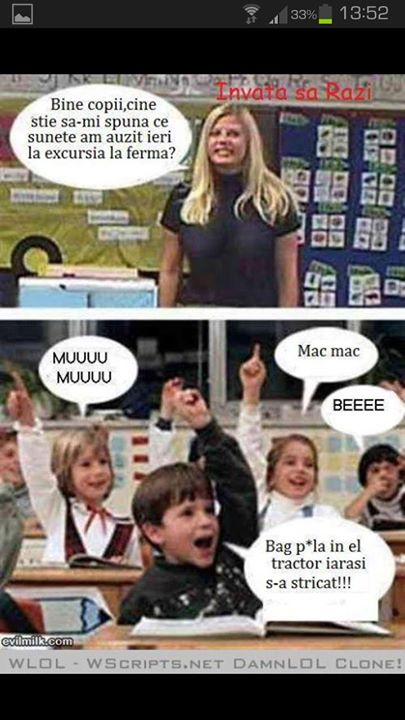 33% 13:52
Invata sa Razi
Bine copii,cine
stie sa-mi spuna ce
sunete am auzit ieri
la excursia la ferma?
MUUUU
MUUUU
Mac mac
BEEEE
Bag p*la in el
tractor iarasi
s-a stricat!!!
evilmilk.com
WLOL - WScripts.net DamnLOL Clone!